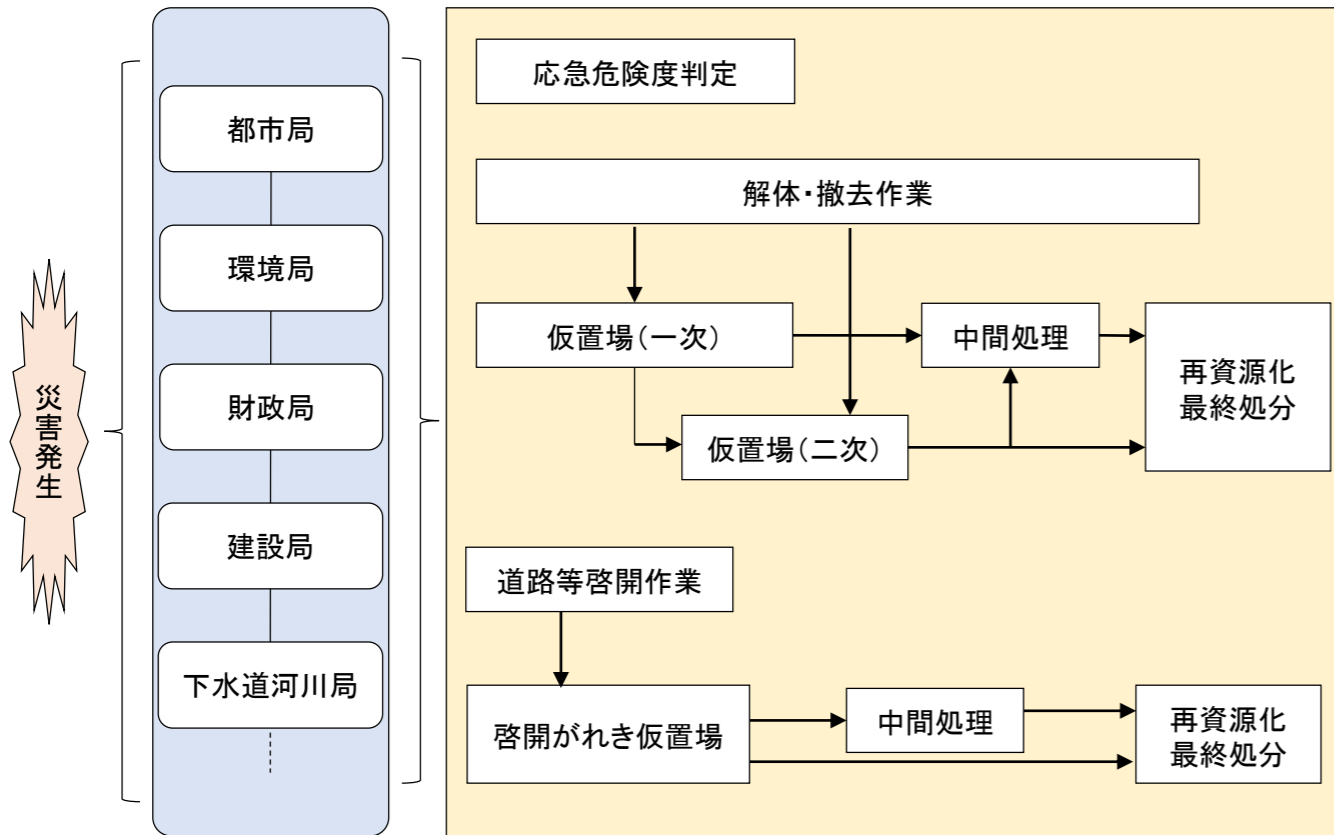 災害発生
都市局
環境局
財政局
建設局
下水道河川局
応急危険度判定
解体・撤去作業
仮置場(一次)
中間処理
再資源化
最終処分
仮置場(二次)
道路等啓開作業
啓開がれき仮置場
中間処理
再資源化
最終処分